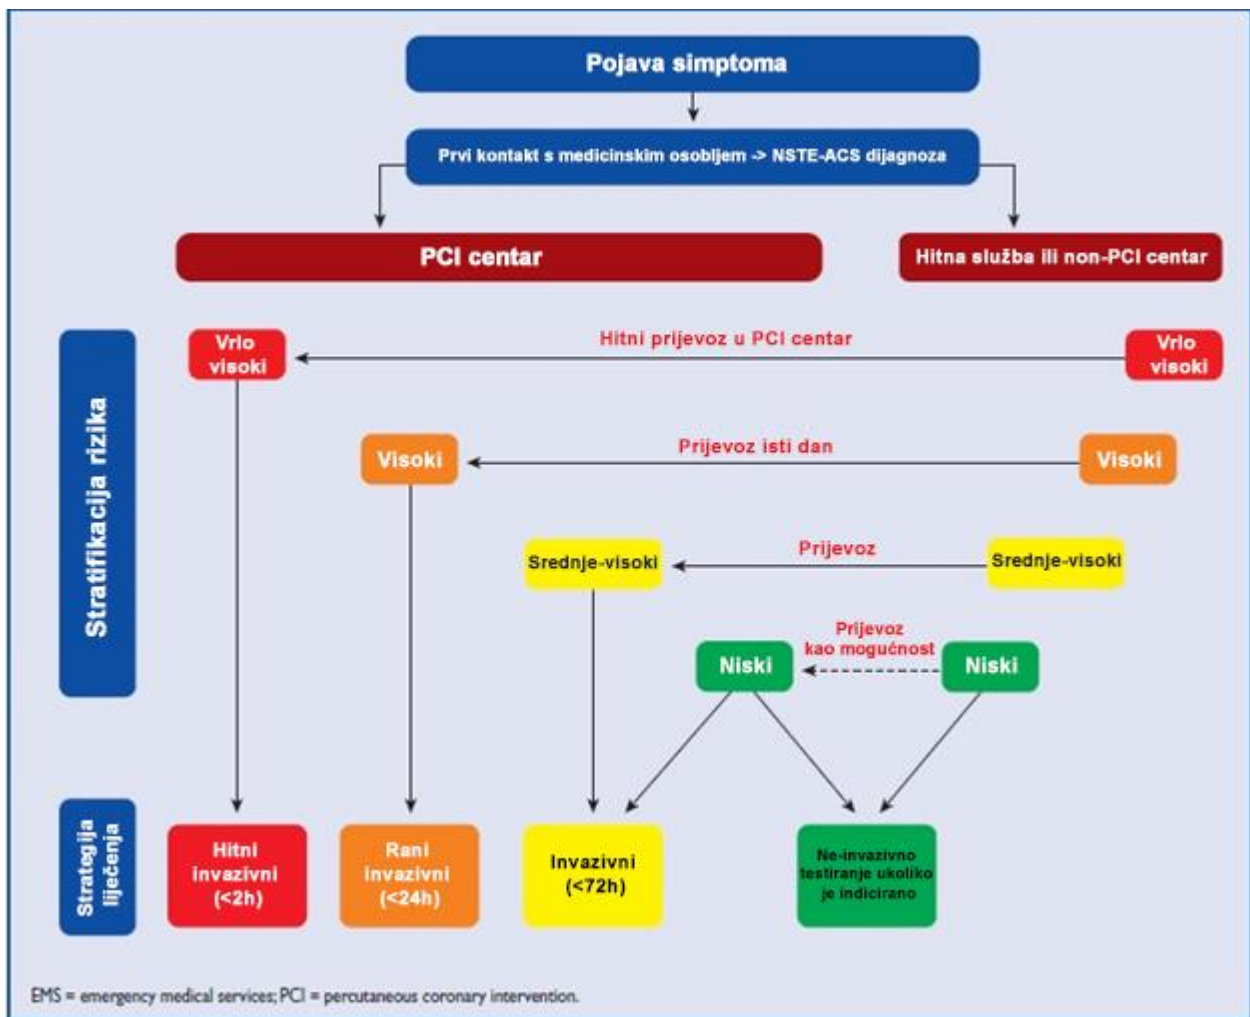 Pojava simptoma
Prvi kontakt s medicinskim osobljem -> NSTE-ACS dijagnoza
PCI centar
Hitna služba ili non-PCI centar
Stratifikacija rizika
Vrlo
visoki
Hitni prijevoz u PCI centar
Vrlo
visoki
Visoki
Prijevoz isti dan
Visoki
Srednje-visoki
Prijevoz
Srednje-visoki
Niski
Prijevoz
kao mogućnost
Niski
Strategija
liječenja
Hitni
invazivni
(<2h)
Rani
invazivni
(<24h)
Invazivni
(<72h)
Ne-invazivno
testiranje ukoliko
je indicirano
EMS = emergency medical services; PCI = percutaneous coronary intervention.